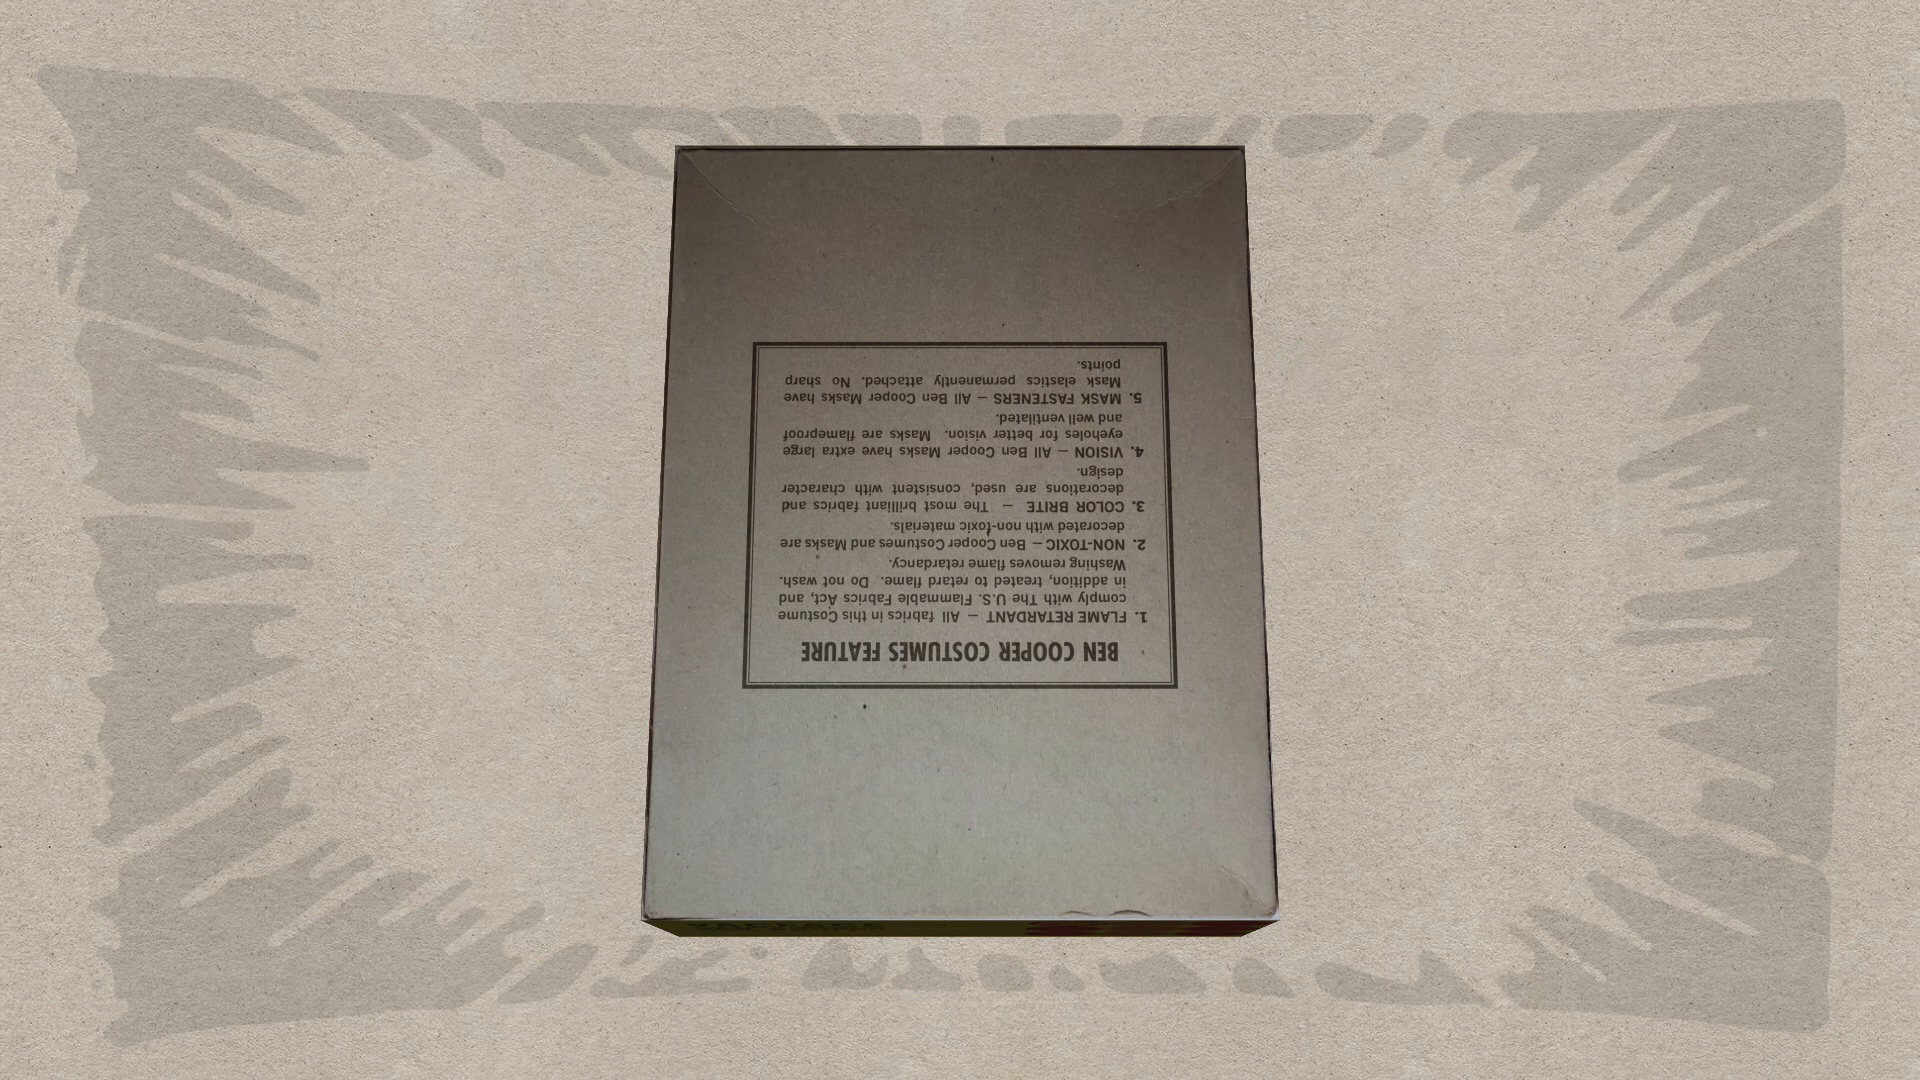 BEN COOPER COSTUMES FEATURE
1. FLAME RETARDANT – All fabrics in this Costume
comply with The U.S. Flammable Fabrics Act, and
in addition, treated to retard flame. Do not wash.
Washing removes flame retardancy.
2. NON-TOXIC – Ben Cooper Costumes and Masks are
decorated with non-toxic materials.
3. COLOR BRITE – The most brilliant fabrics and
decorations are used, consistent with character
design.
4. VISION – All Ben Cooper Masks have extra large
eyeholes for better vision. Masks are flameproof
and well ventilated.
5. MASK FASTENERS – All Ben Cooper Masks have
Mask elastics permanently attached. No sharp
points.